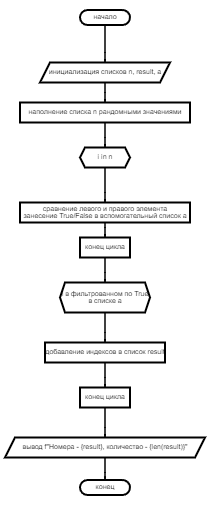 начало
инициализация списков n, result, a
наполнение списка n рандомными значениями
i in n
сравнение левого и правого элемента
занесение True/False в вспомогательный список a
конец цикла
в фильтрованном по True
в списке a
добавление индексов в список result
конец цикла
вывод f"Номера - {result}, количество - {len(result)}"
конец